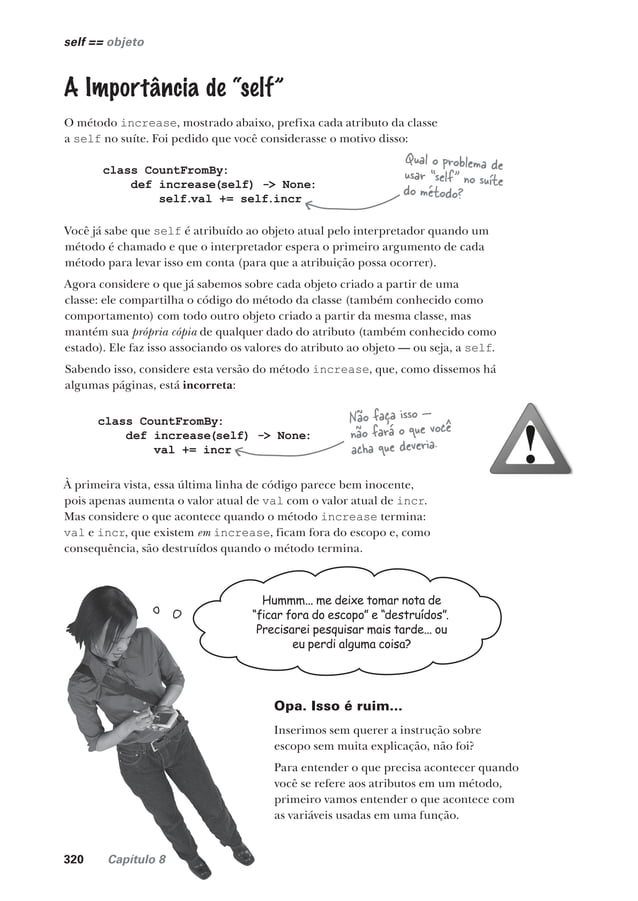 self == objeto
A Importância de "self"
O método increase, mostrado abaixo, prefixa cada atributo da classe
a self no suíte. Foi pedido que você considerasse o motivo disso:
class CountFromBy:
def increase(self) -> None:
self.val += self.incr
Qual o problema de
usar "self" no suíte
do método?
Você já sabe que self é atribuído ao objeto atual pelo interpretador quando um
método é chamado e que o interpretador espera o primeiro argumento de cada
método para levar isso em conta (para que a atribuição possa ocorrer).
Agora considere o que já sabemos sobre cada objeto criado a partir de uma
classe: ele compartilha o código do método da classe (também conhecido como
comportamento) com todo outro objeto criado a partir da mesma classe, mas
mantém sua própria cópia de qualquer dado do atributo (também conhecido como
estado). Ele faz isso associando os valores do atributo ao objeto — ou seja, a self.
Sabendo isso, considere esta versão do método increase, que, como dissemos há
algumas páginas, está incorreta:
class CountFromBy:
def increase(self) -> None:
val += incr
Não faça isso —
não fará o que você
acha que deveria.
!
À primeira vista, essa última linha de código parece bem inocente,
pois apenas aumenta o valor atual de val com o valor atual de incr.
Mas considere o que acontece quando o método increase termina:
val e incr, que existem em increase, ficam fora do escopo e, como
consequência, são destruídos quando o método termina.
Hummm... me deixe tomar nota de
"ficar fora do escopo" e "destruídos".
Precisarei pesquisar mais tarde... ou
eu perdi alguma coisa?
Opa. Isso é ruim...
Inserimos sem querer a instrução sobre
escopo sem muita explicação, não foi?
Para entender o que precisa acontecer quando
você se refere aos atributos em um método,
primeiro vamos entender o que acontece com
as variáveis usadas em uma função.
320 Capítulo 8